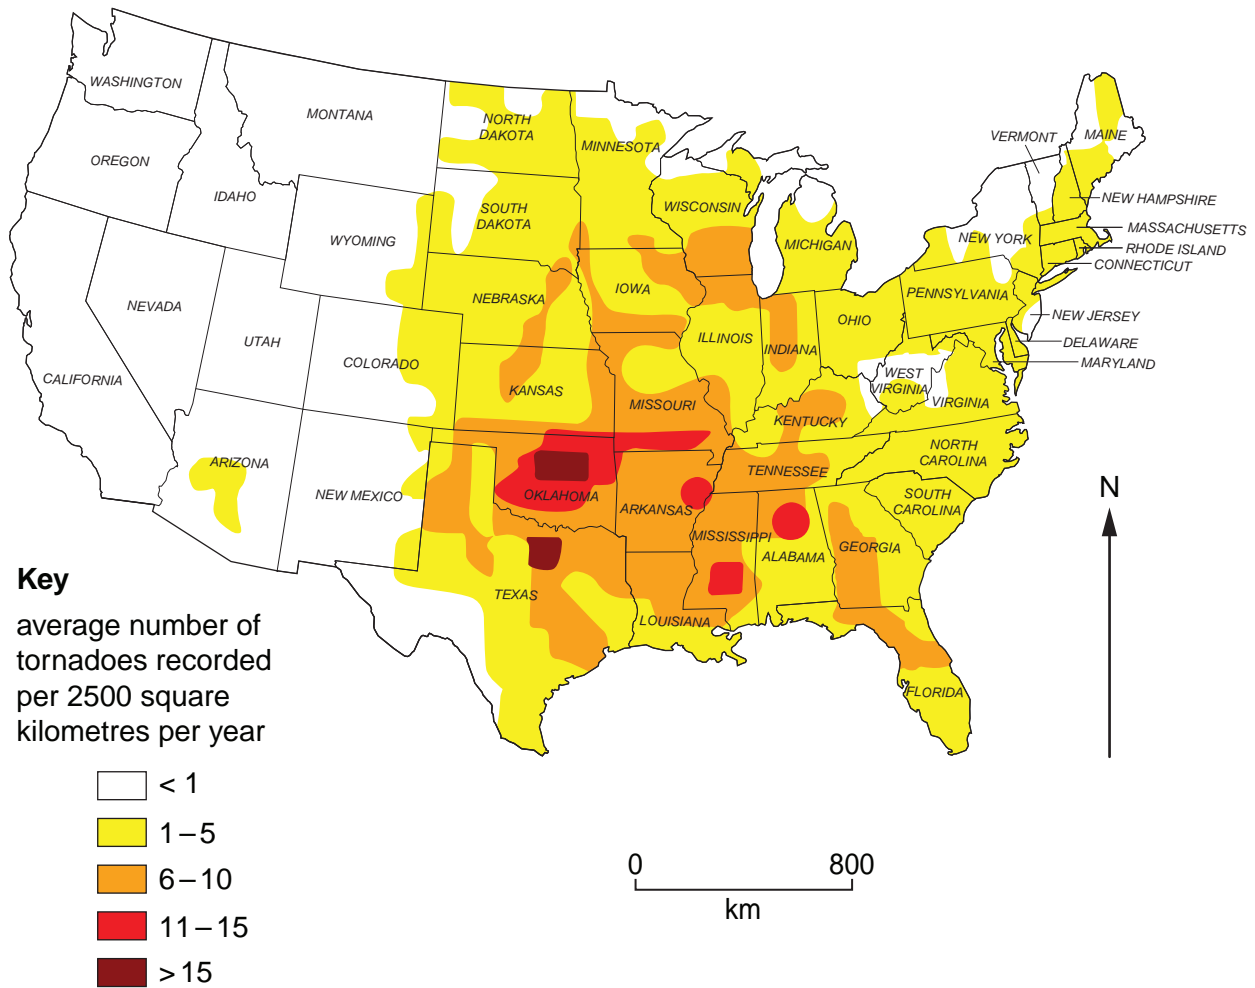 WASHINGTON
MONTANA
NORTH
DAKOTA
MINNESOTA
VERMONT
MAINE
OREGON
IDAHO
SOUTH
DAKOTA
WISCONSIN
MICHIGAN
NEW HAMPSHIRE
WYOMING
NEW YORK
MASSACHUSETTS
RHODE ISLAND
CONNECTICUT
NEVADA
NEBRASKA
IOWA
PENNSYLVANIA
NEW JERSEY
UTAH
COLORADO
ILLINOIS
INDIANA
OHIO
DELAWARE
MARYLAND
CALIFORNIA
KANSAS
MISSOURI
KENTUCKY
WEST
VIRGINIA
VIRGINIA
ARIZONA
NEW MEXICO
OKLAHOMA
ARKANSAS
TENNESSEE
NORTH
CAROLINA
SOUTH
CAROLINA
MISSISSIPPI
ALABAMA
GEORGIA
TEXAS
LOUISIANA
FLORIDA
N
Key
average number of
tornadoes recorded
per 2500 square
kilometres per year
< 1
1–5
6–10
11–15
>15
0 800
km